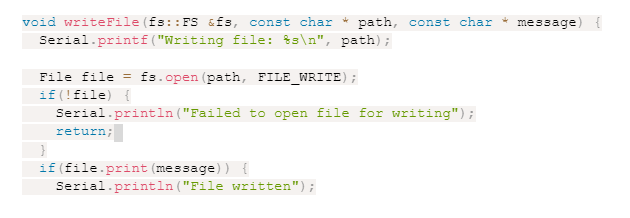 void writeFile(fs::FS &fs, const char * path, const char * message) {
  Serial.printf("Writing file: %s\n", path);

  File file = fs.open(path, FILE_WRITE);
  if(!file) {
    Serial.println("Failed to open file for writing");
    return;
  }
  if(file.print(message)) {
    Serial.println("File written");